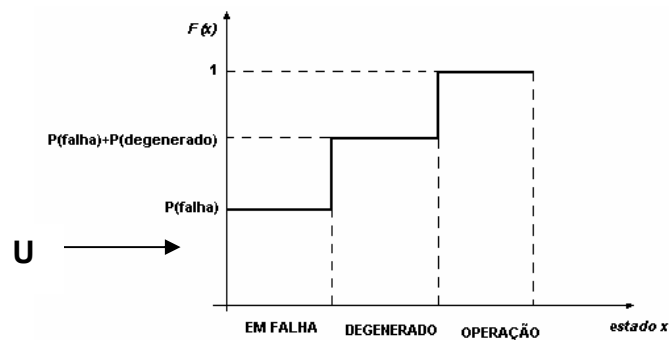 F(x)
1
P(falha)+P(degenerado)
P(falha)
U
EM FALHA DEGENERADO OPERAÇÃO estado x